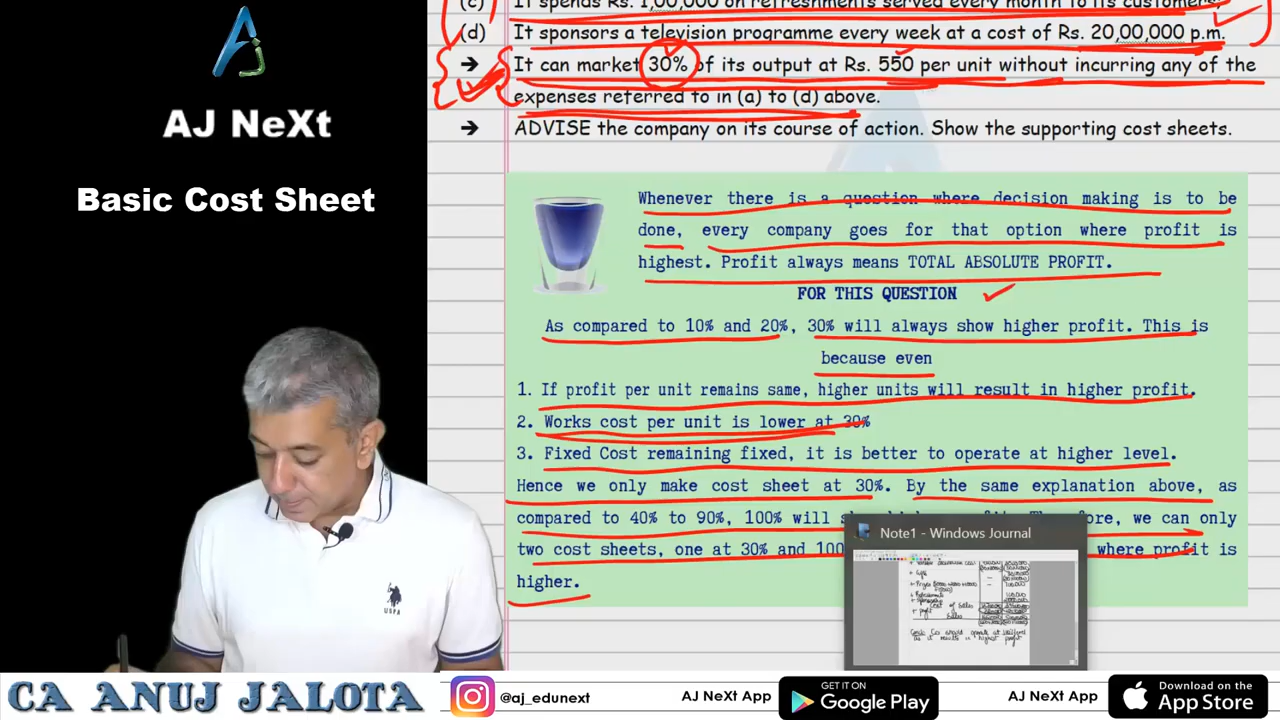 AJ NeXt
Basic Cost Sheet
(c) It spends Rs. 1,00,000 on refreshments served every month to its customers.
(d) It sponsors a television programme every week at a cost of Rs. 20,00,000 p.m.
→ It can market 30% of its output at Rs. 550 per unit without incurring any of the
expenses referred to in (a) to (d) above.
→ ADVISE the company on its course of action. Show the supporting cost sheets.
Whenever there is a question where decision making is to be
done, every company goes for that option where profit is
highest. Profit always means TOTAL ABSOLUTE PROFIT.
FOR THIS QUESTION
As compared to 10% and 20%, 30% will always show higher profit. This is
because even
1. If profit per unit remains same, higher units will result in higher profit.
2. Works cost per unit is lower at 30%
3. Fixed Cost remaining fixed, it is better to operate at higher level.
Hence we only make cost sheet at 30%. By the same explanation above, as
compared to 40% to 90%, 100% will we can only
two cost sheets, one at 30% and 100 where profit is
higher.
Note1 - Windows Journal
Cost of Sales
+ profit
Sales
USPA
CA ANUJ JALOTA
@aj_edunext
AJ NeXt App
GET IT ON
Google Play
AJ NeXt App
Download on the
App Store